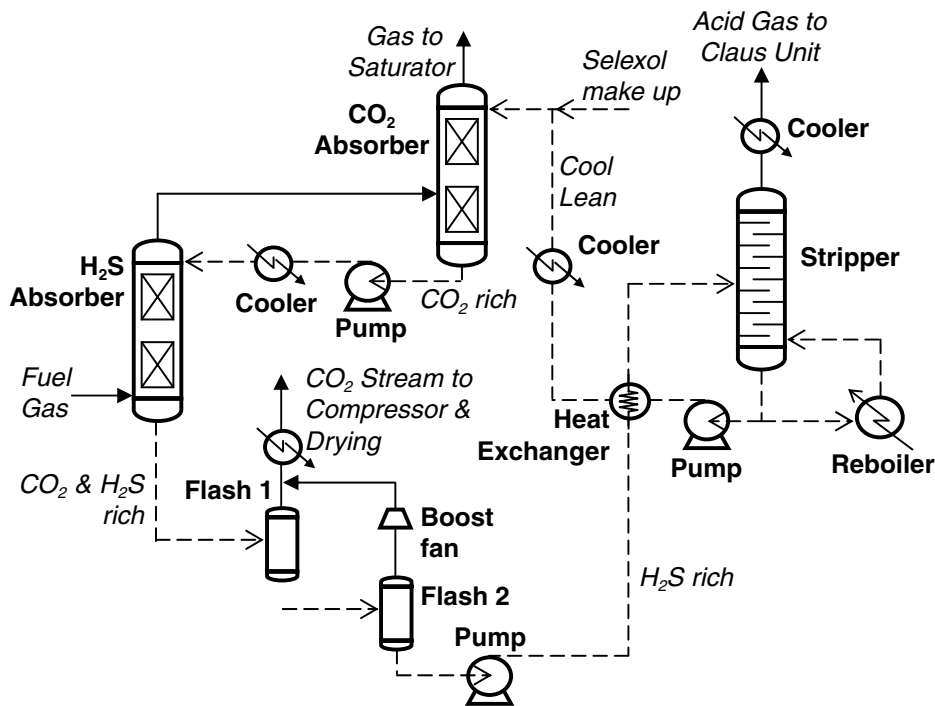 Gas to
Saturator
Acid Gas to
Claus Unit
Selexol
make up
CO₂
Absorber
Cooler
Cool
Lean
Cooler
Stripper
H₂S
Absorber
Cooler
Pump
CO₂ rich
Fuel
Gas
CO₂ Stream to
Compressor &
Drying
Heat
Exchanger
Pump
Reboiler
CO₂ & H₂S
rich
Flash 1
Boost
fan
H₂S rich
Flash 2
Pump